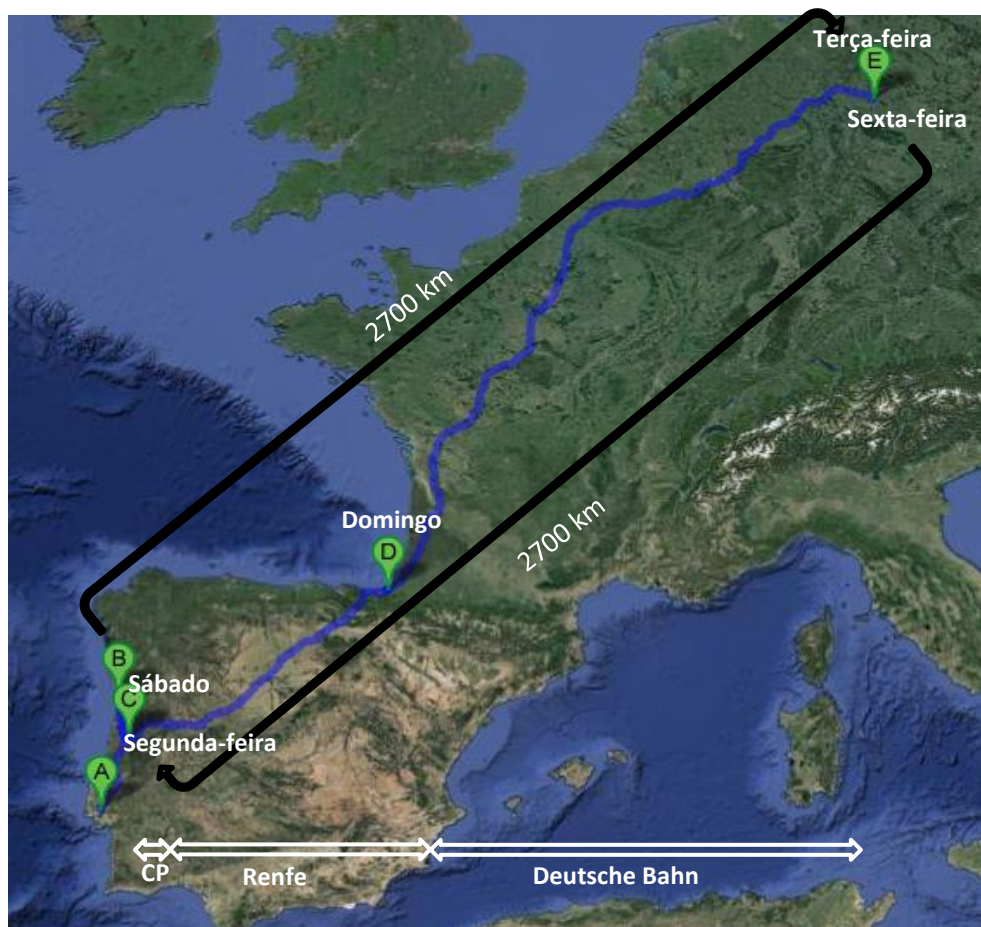 Terça-feira
E
Sexta-feira
2700 km
2700 km
Domingo
D
B
Sábado
C
Segunda-feira
A
CP
Renfe
Deutsche Bahn